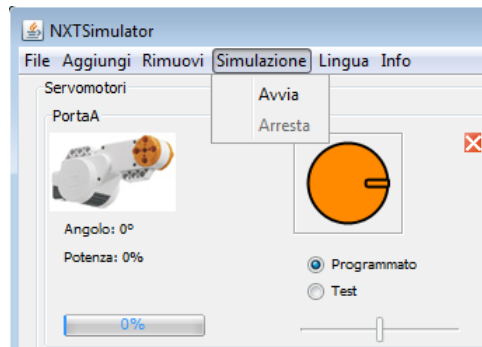 NXTSimulator
File Aggiungi Rimuovi Simulazione Lingua Info
Avvia
Arresta
Servomotori
PortaA
Angolo: 0°
Potenza: 0%
Programmato
Test
0%